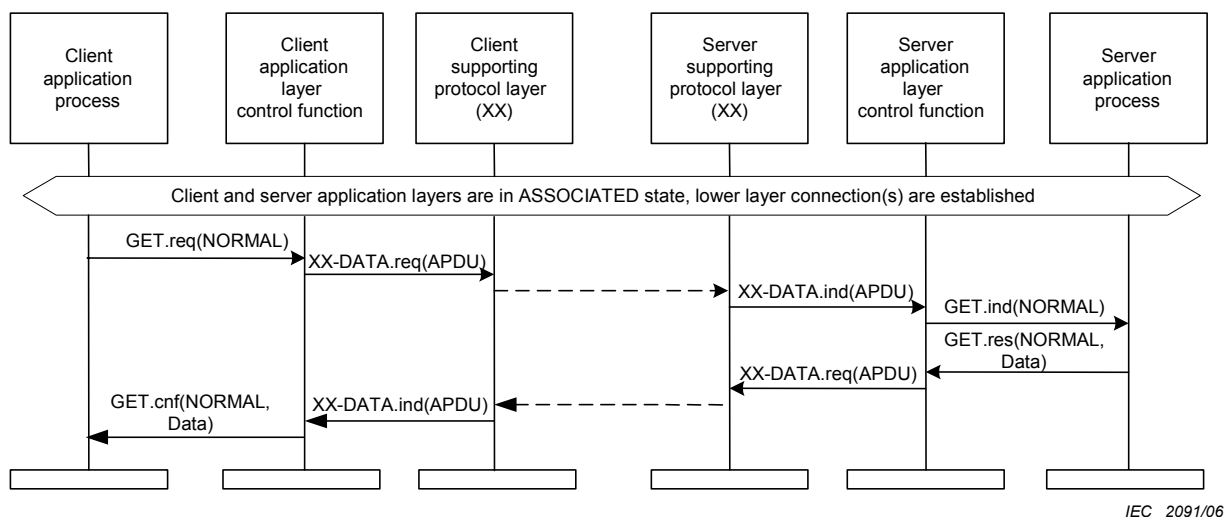 Client
application
process
Client
application
layer
control function
Client
supporting
protocol layer
(XX)
Server
supporting
protocol layer
(XX)
Server
application
layer
control function
Server
application
process
Client and server application layers are in ASSOCIATED state, lower layer connection(s) are established
GET.req(NORMAL)
XX-DATA.req(APDU)
XX-DATA.ind(APDU)
GET.ind(NORMAL)
GET.res(NORMAL,
Data)
XX-DATA.req(APDU)
XX-DATA.ind(APDU)
GET.cnf(NORMAL,
Data)
IEC 2091/06